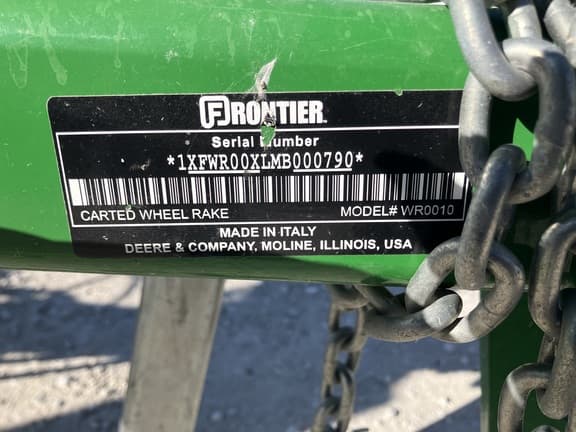 FRONTIER
Serial Number
*1XFWR00XLMB000790*
CARTED WHEEL RAKE MODEL# WR0010
MADE IN ITALY
DEERE & COMPANY, MOLINE, ILLINOIS, USA